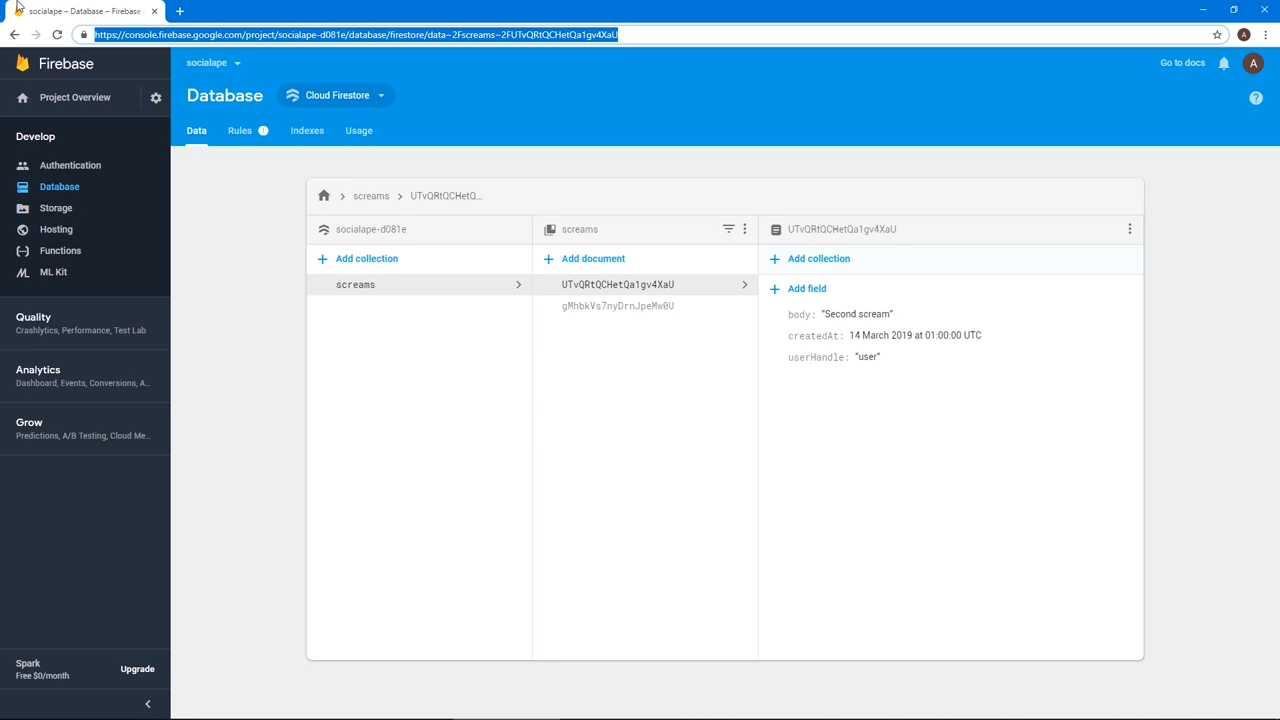 socialape – Database – Firebase
https://console.firebase.google.com/project/socialape-d081e/database/firestore/data~2Fscreams~2FUTvQRtQCHetQa1gv4XaU
A
Firebase
socialape
Go to docs
A
Project Overview
Database
Cloud Firestore
Develop
Data
Rules
Indexes
Usage
Authentication
Database
Storage
Hosting
Functions
ML Kit
Quality
Crashlytics, Performance, Test Lab
Analytics
Dashboard, Events, Conversions, A...
Grow
Predictions, A/B Testing, Cloud Me...
Spark
Free $0/month
Upgrade
screams
UTvQRtQCHetQ...
socialape-d081e
screams
UTvQRtQCHetQa1gv4XaU
Add collection
Add document
Add collection
screams
UTvQRtQCHetQa1gv4XaU
gMhbkVs7nyDrnJpeMw0U
Add field
body: "Second scream"
createdAt: 14 March 2019 at 01:00:00 UTC
userHandle: "user"